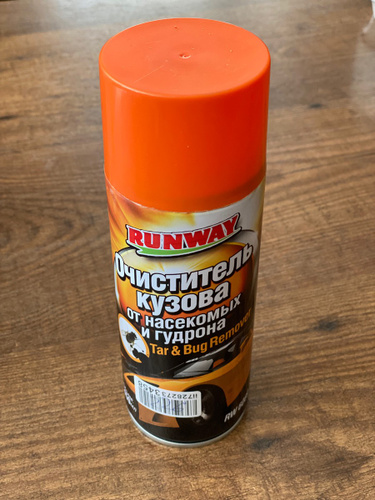 RUNWAY
Очиститель
кузова
от насекомых
и гудрона
Tar & Bug Remover